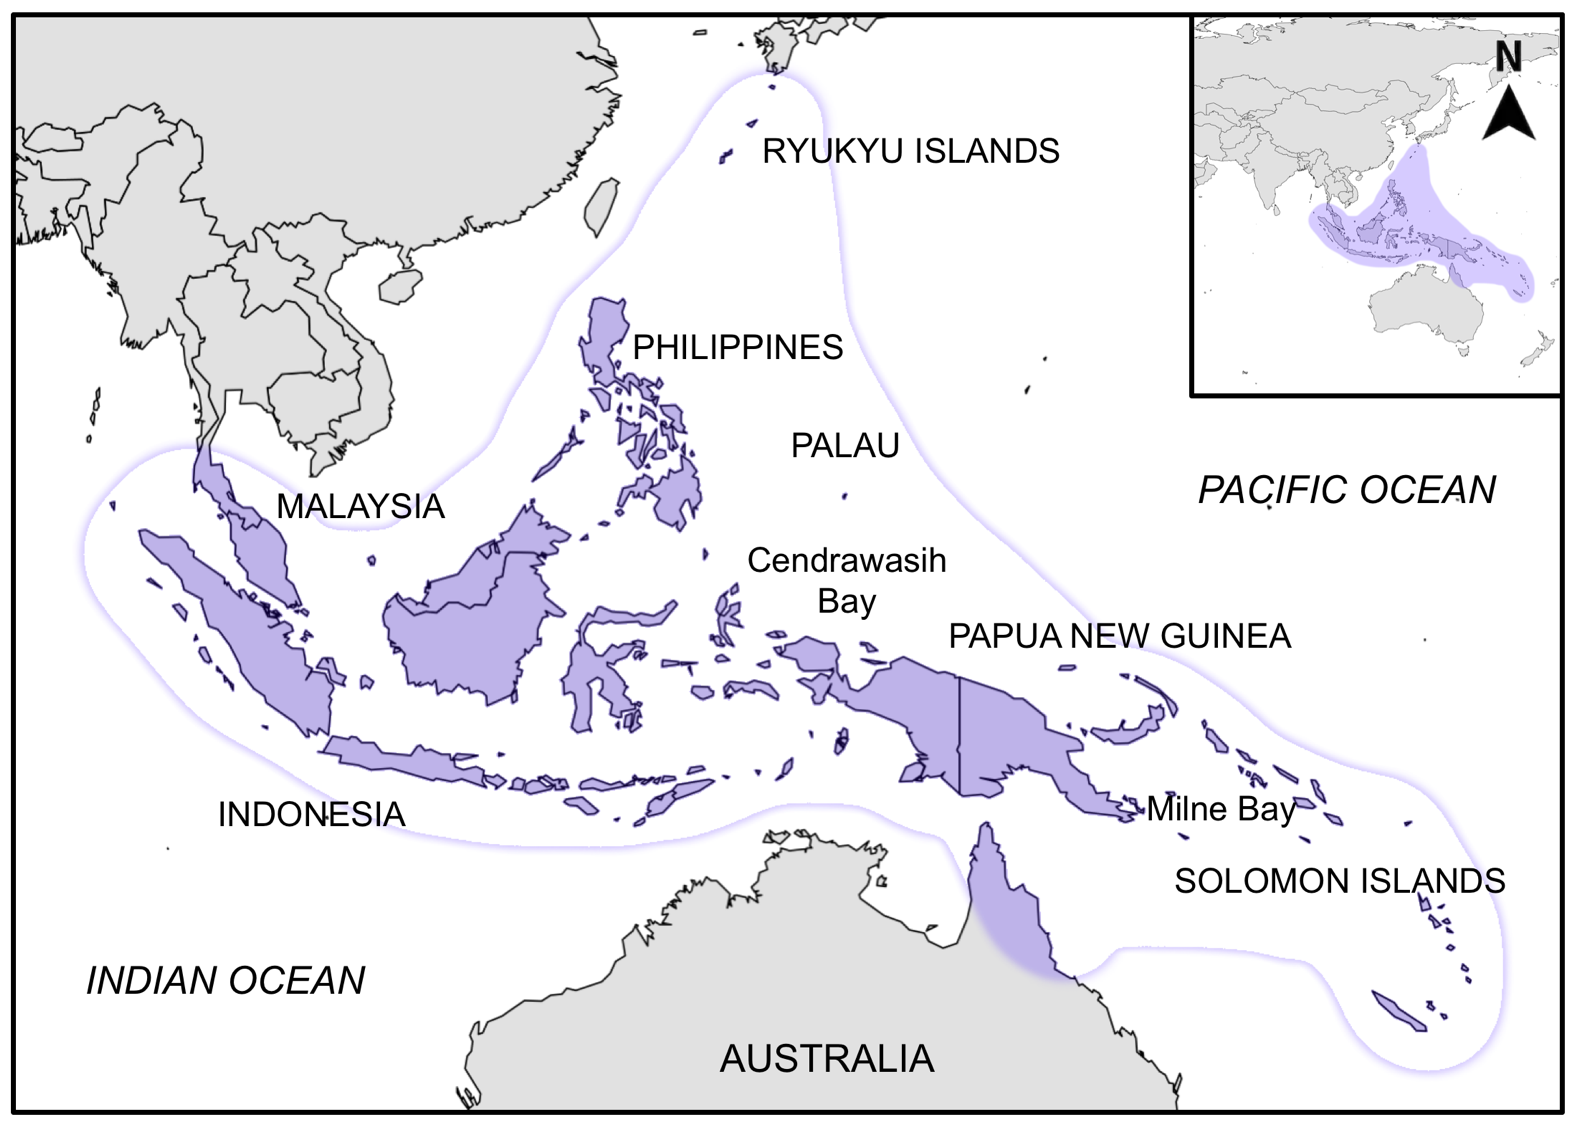 N
RYUKYU ISLANDS
PHILIPPINES
PALAU
PACIFIC OCEAN
MALAYSIA
Cendrawasih
Bay
PAPUA NEW GUINEA
INDONESIA
Milne Bay
SOLOMON ISLANDS
INDIAN OCEAN
AUSTRALIA